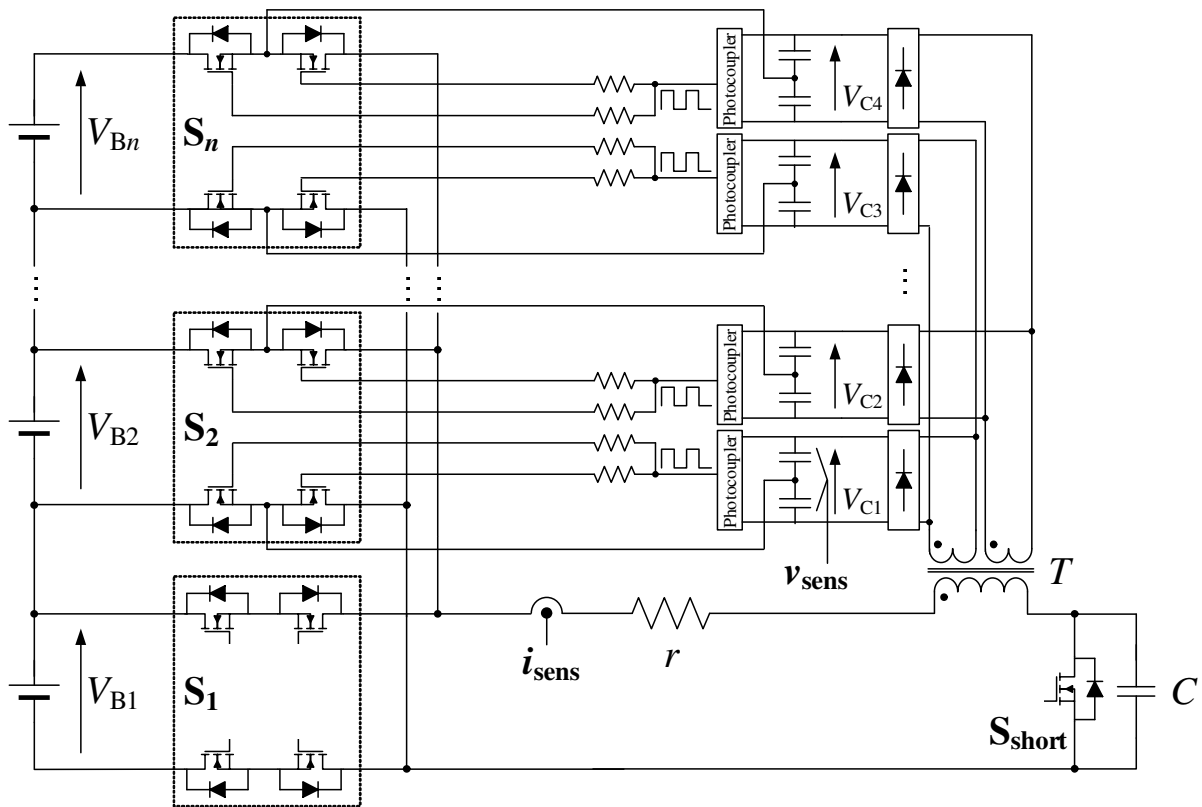 V_Bn
S_n
Photocoupler
V_C4
Photocoupler
V_C3
V_B2
S_2
Photocoupler
V_C2
Photocoupler
V_C1
v_sens
T
V_B1
S_1
i_sens
r
S_short
C